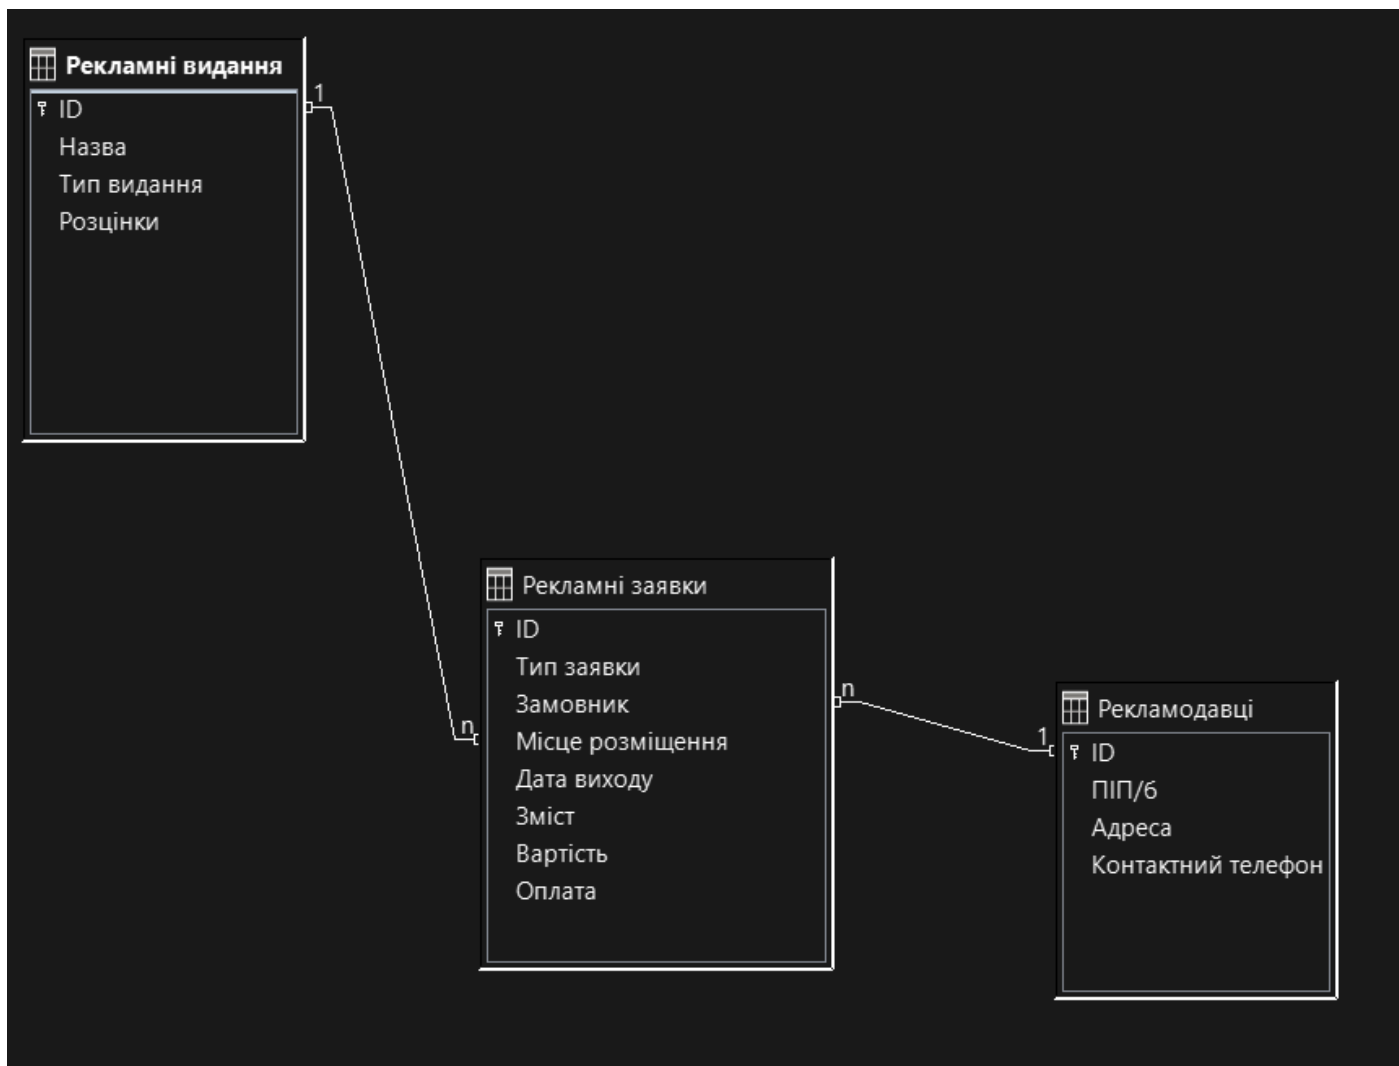 Рекламні видання
1
ID
Назва
Тип видання
Розцінки
Рекламні заявки
ID
Тип заявки
n
Замовник
n
Місце розміщення
Дата виходу
Зміст
Вартість
Оплата
Рекламодавці
1
ID
ПІП/б
Адреса
Контактний телефон